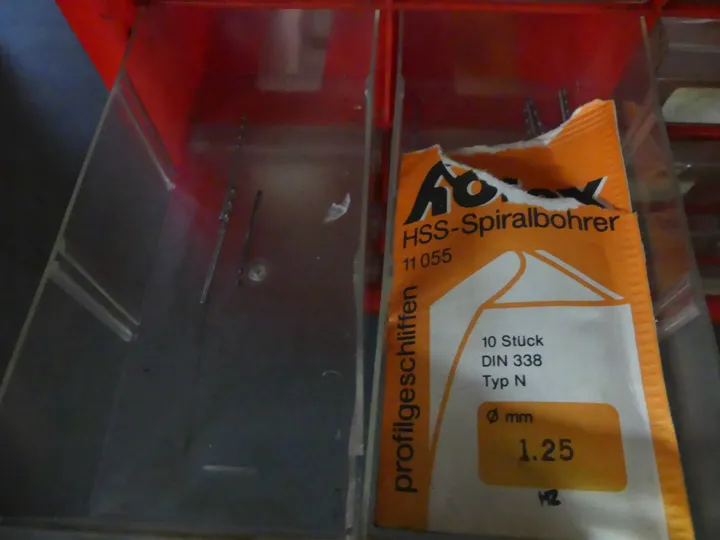 HSS-Spiralbohrer
11 055
profilgeschliffen
10 Stück
DIN 338
Typ N
Ø mm
1.25